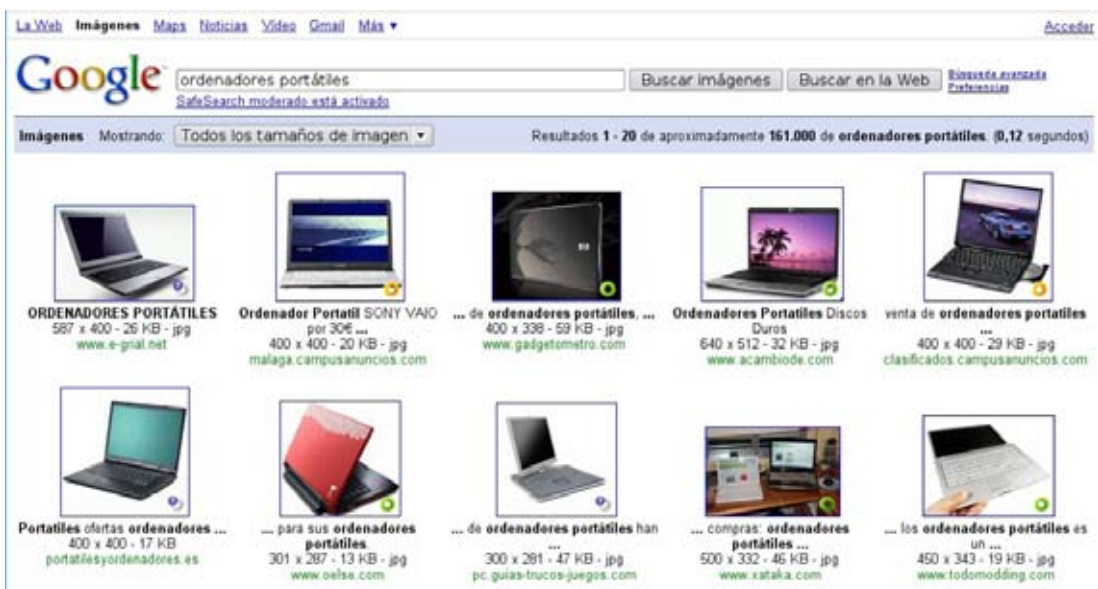 La Web Imágenes Maps Noticias Vídeo Gmail Más ▼ Acceder
Google ordenadores portátiles Buscar imágenes Buscar en la Web Búsqueda avanzada
Preferencias
SafeSearch moderado está activado
Imágenes Mostrando: Todos los tamaños de imagen ▼ Resultados 1 - 20 de aproximadamente 161.000 de ordenadores portátiles. (0,12 segundos)
ORDENADORES PORTÁTILES
587 x 400 - 26 KB - jpg
www.e-grial.net
Ordenador Portatil SONY VAIO
por 30€ ...
400 x 400 - 20 KB - jpg
malaga.campusanuncios.com
... de ordenadores portátiles, ...
400 x 338 - 59 KB - jpg
www.gadgetometro.com
Ordenadores Portatiles Discos
Duros
640 x 512 - 32 KB - jpg
www.acambiode.com
venta de ordenadores portatiles
...
400 x 400 - 29 KB - jpg
clasificados.campusanuncios.com
Portatiles ofertas ordenadores ...
400 x 400 - 17 KB
portatilesyordenadores.es
... para sus ordenadores
portátiles.
301 x 287 - 13 KB - jpg
www.oelse.com
... de ordenadores portátiles han
...
300 x 281 - 47 KB - jpg
pc.guias-trucos-juegos.com
... compras: ordenadores
portátiles ...
500 x 332 - 46 KB - jpg
www.xataka.com
... los ordenadores portátiles es
un ...
450 x 343 - 19 KB - jpg
www.todomodding.com